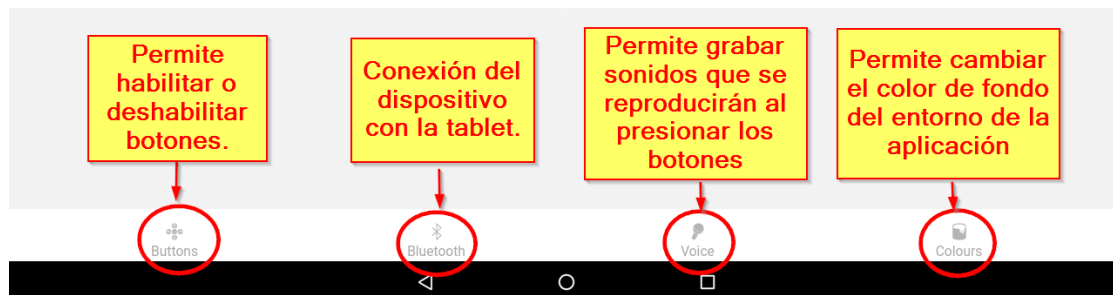 Permite
habilitar o
deshabilitar
botones.
Conexión del
dispositivo
con la tablet.
Permite grabar
sonidos que se
reproducirán al
presionar los
botones
Permite cambiar
el color de fondo
del entorno de la
aplicación
Buttons
Bluetooth
Voice
Colours